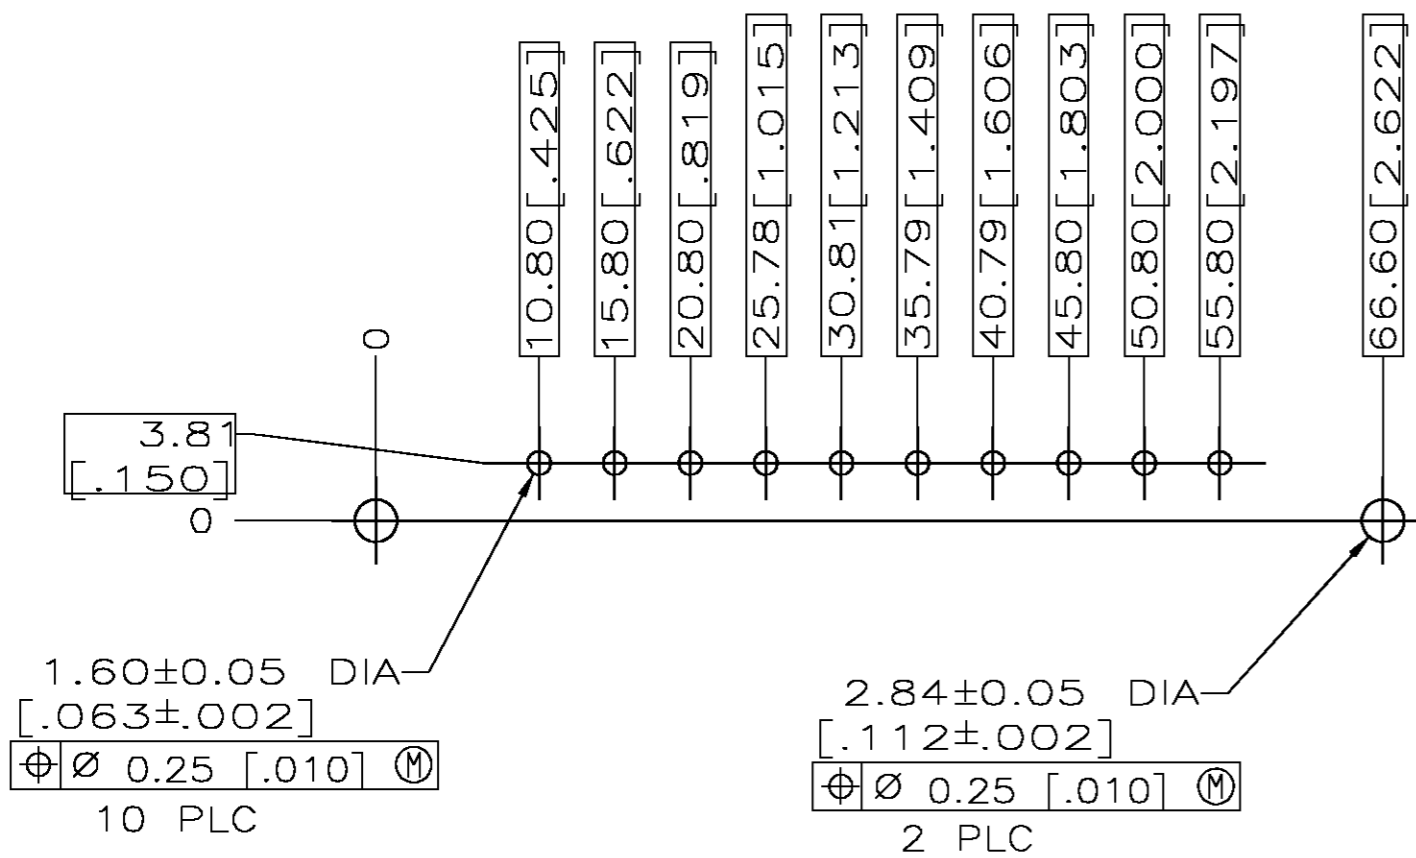 10.80 [.425]
15.80 [.622]
20.80 [.819]
25.78 [1.015]
30.81 [1.213]
35.79 [1.409]
40.79 [1.606]
45.80 [1.803]
50.80 [2.000]
55.80 [2.197]
66.60 [2.622]
0
3.81
[.150]
0
1.60±0.05 DIA
[.063±.002]
⌖ Ø 0.25 [.010] Ⓜ
10 PLC
2.84±0.05 DIA
[.112±.002]
⌖ Ø 0.25 [.010] Ⓜ
2 PLC